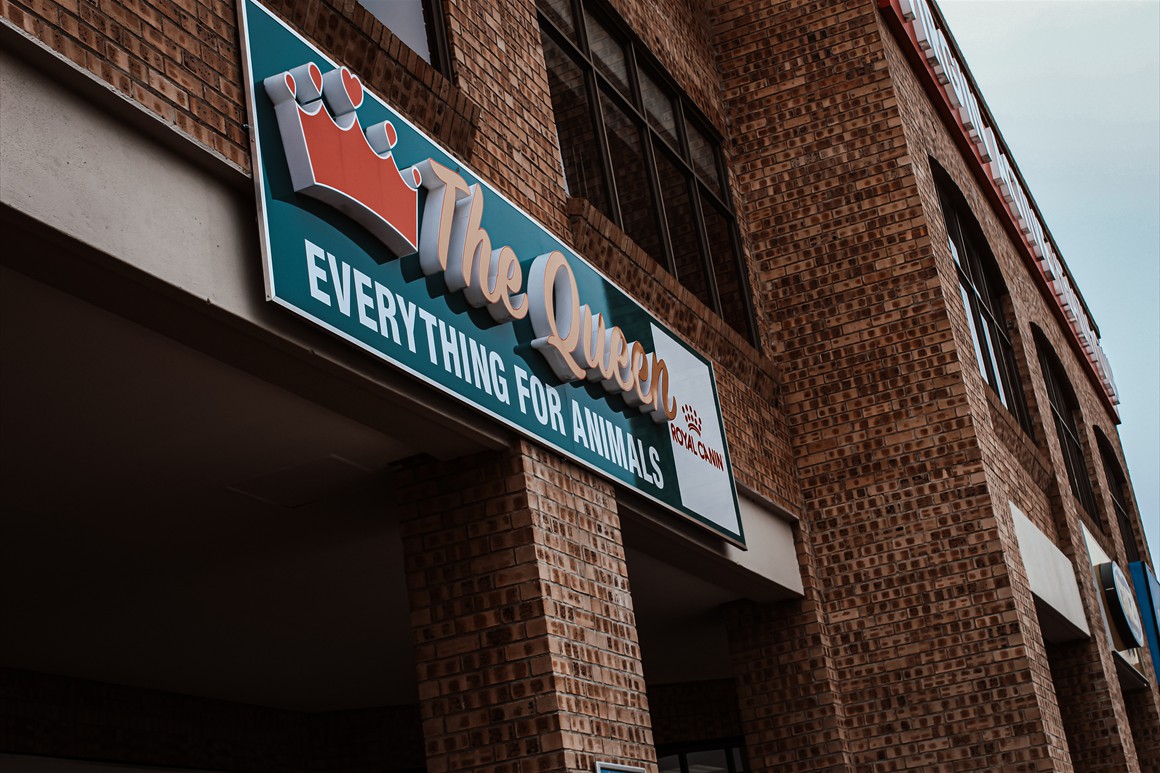 The Queen
EVERYTHING FOR ANIMALS
ROYAL CANIN